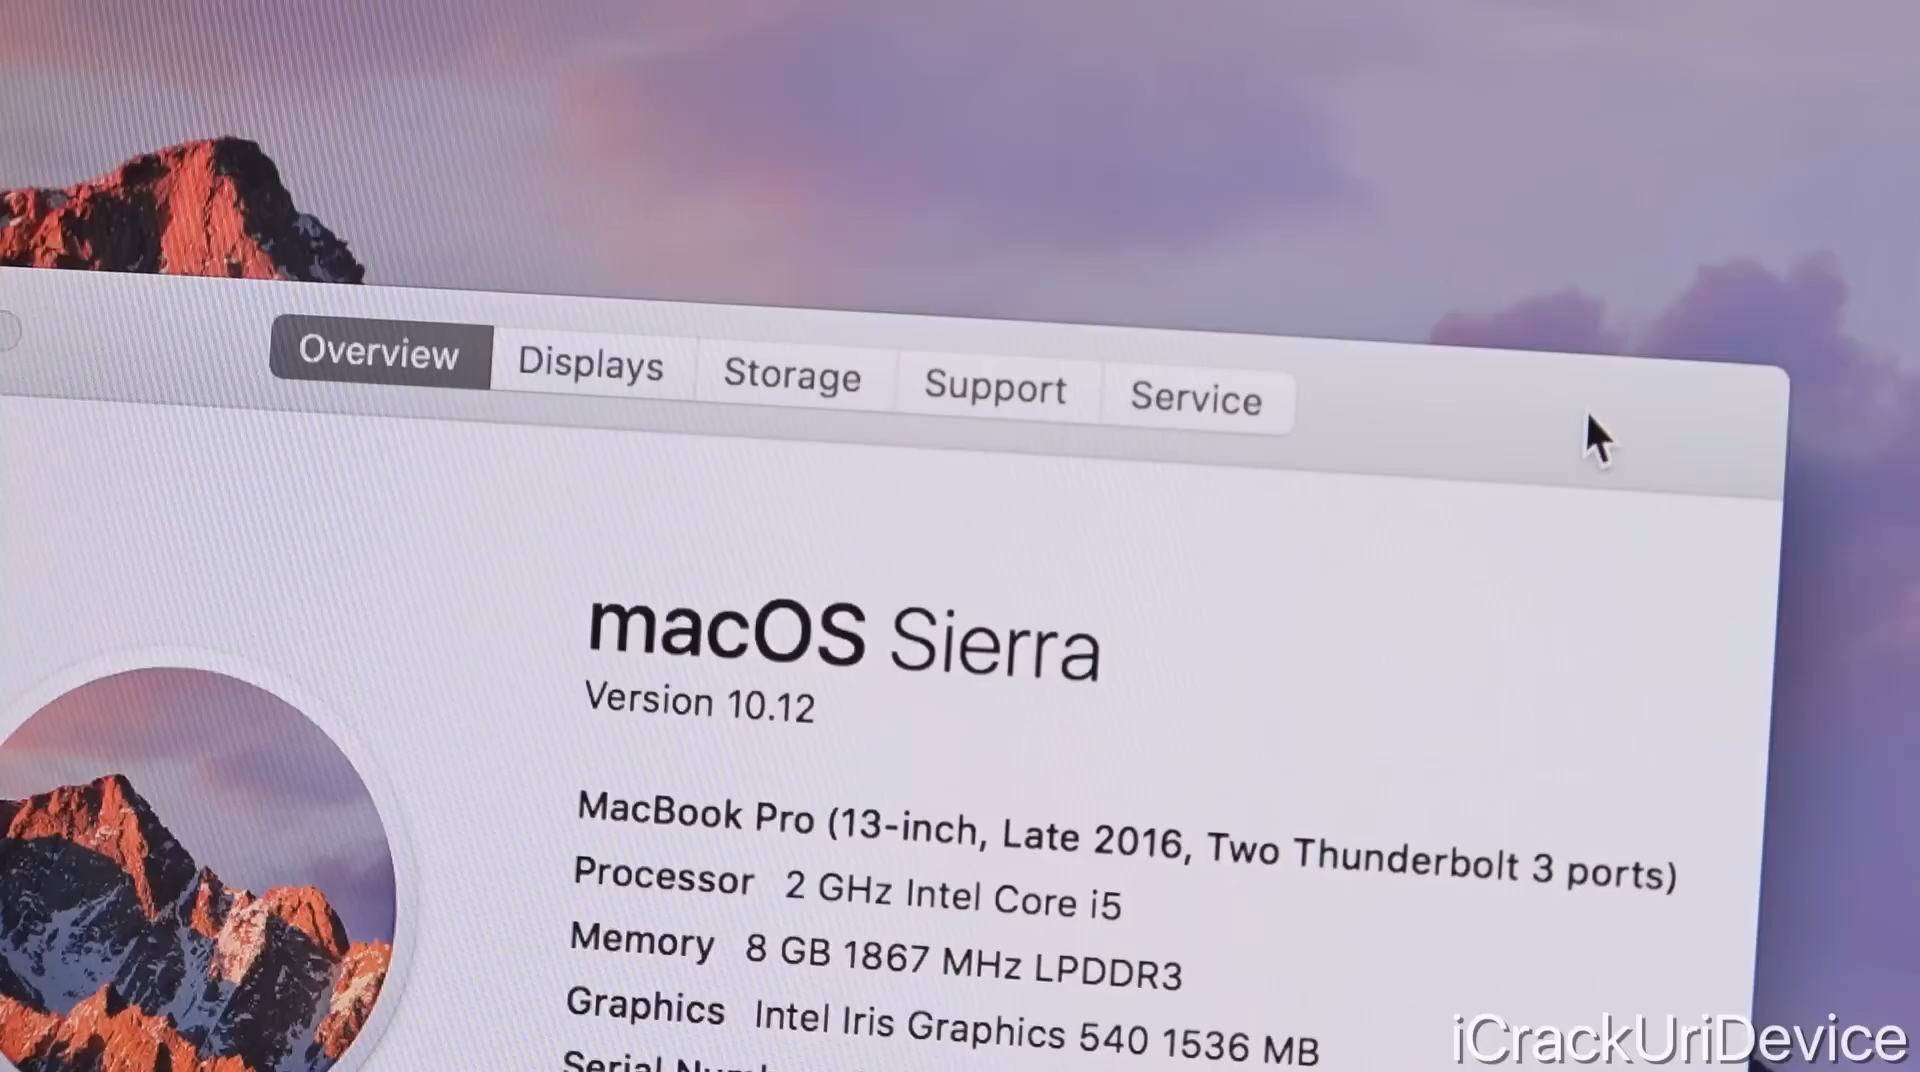 Overview Displays Storage Support Service
macOS Sierra
Version 10.12
MacBook Pro (13-inch, Late 2016, Two Thunderbolt 3 ports)
Processor 2 GHz Intel Core i5
Memory 8 GB 1867 MHz LPDDR3
Graphics Intel Iris Graphics 540 1536 MB
Serial
iCrackUriDevice